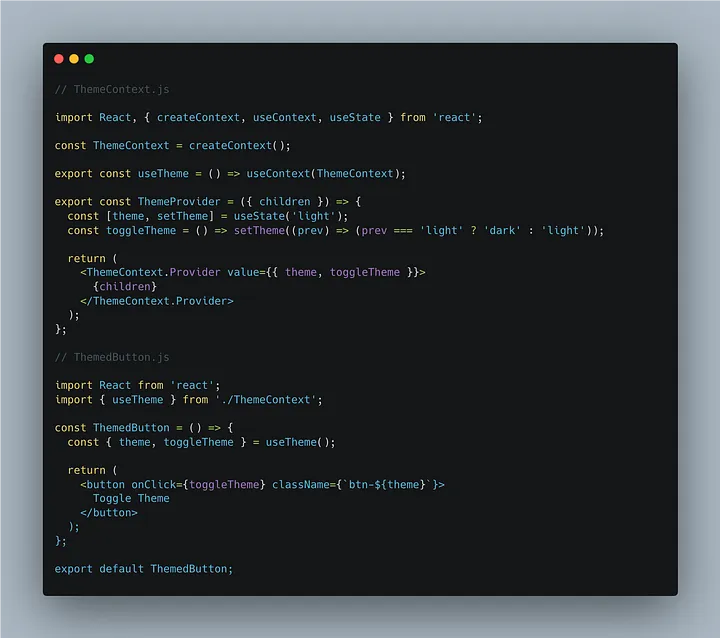 // ThemeContext.js
import React, { createContext, useContext, useState } from 'react';
const ThemeContext = createContext();
export const useTheme = () => useContext(ThemeContext);
export const ThemeProvider = ({ children }) => {
  const [theme, setTheme] = useState('light');
  const toggleTheme = () => setTheme((prev) => (prev === 'light' ? 'dark' : 'light'));
  return (
    <ThemeContext.Provider value={{ theme, toggleTheme }}>
      {children}
    </ThemeContext.Provider>
  );
};
// ThemedButton.js
import React from 'react';
import { useTheme } from './ThemeContext';
const ThemedButton = () => {
  const { theme, toggleTheme } = useTheme();
  return (
    <button onClick={toggleTheme} className={`btn-${theme}`}>
      Toggle Theme
    </button>
  );
};
export default ThemedButton;